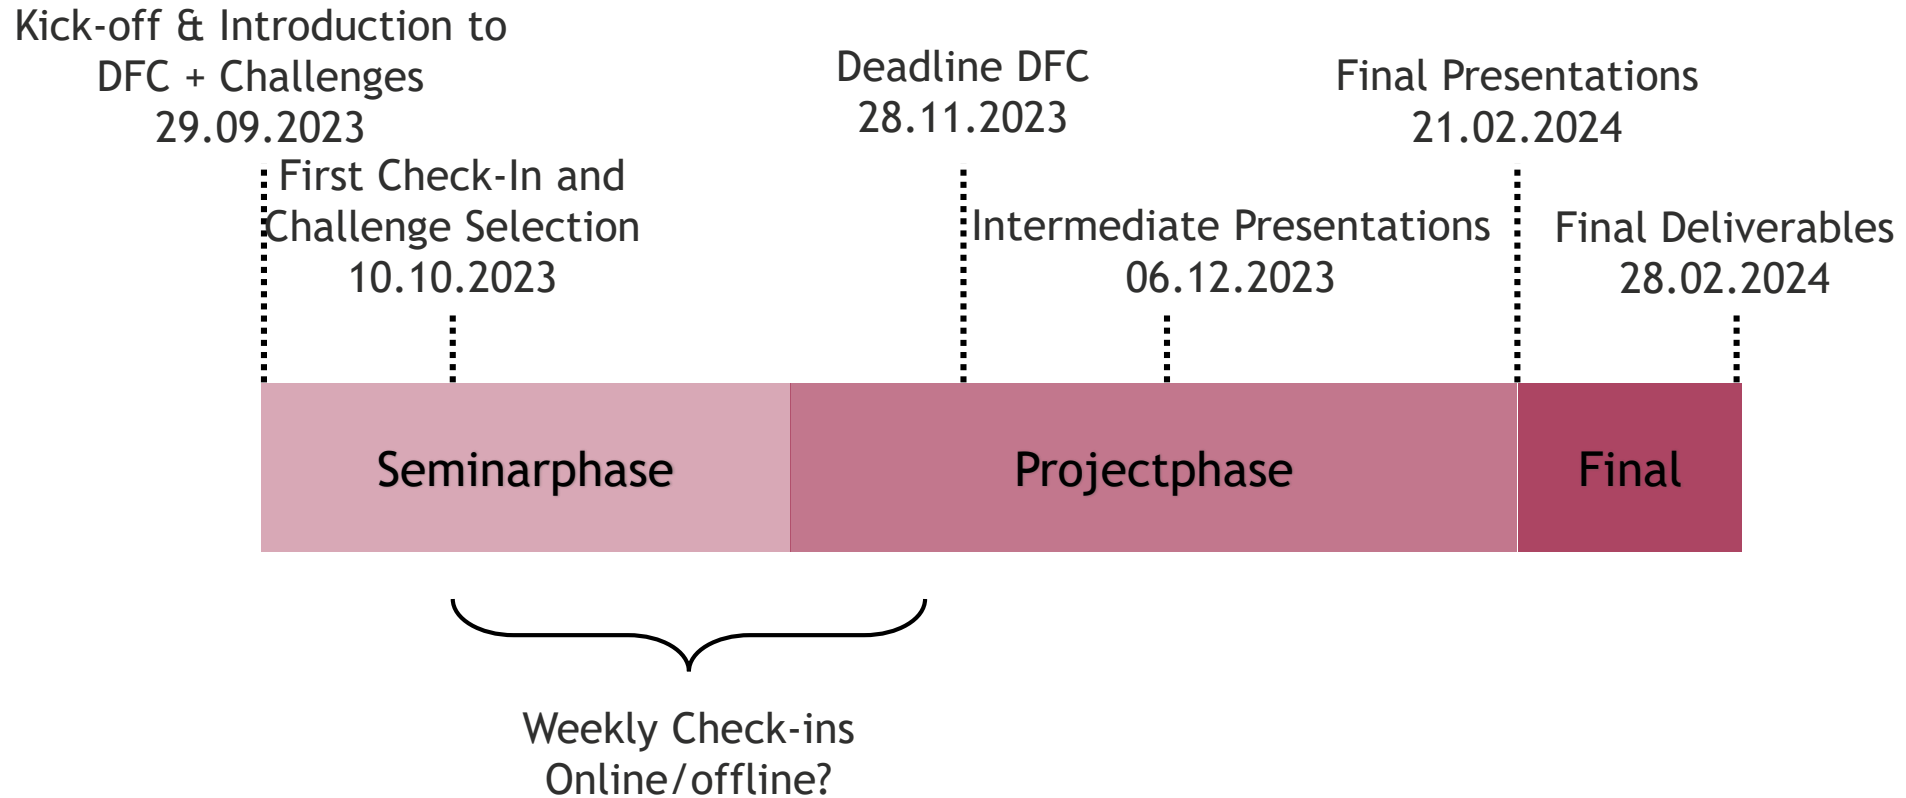 Kick-off & Introduction to
DFC + Challenges
29.09.2023
First Check-In and
Challenge Selection
10.10.2023
Deadline DFC
28.11.2023
Intermediate Presentations
06.12.2023
Final Presentations
21.02.2024
Final Deliverables
28.02.2024
Seminarphase
Projectphase
Final
Weekly Check-ins
Online/offline?